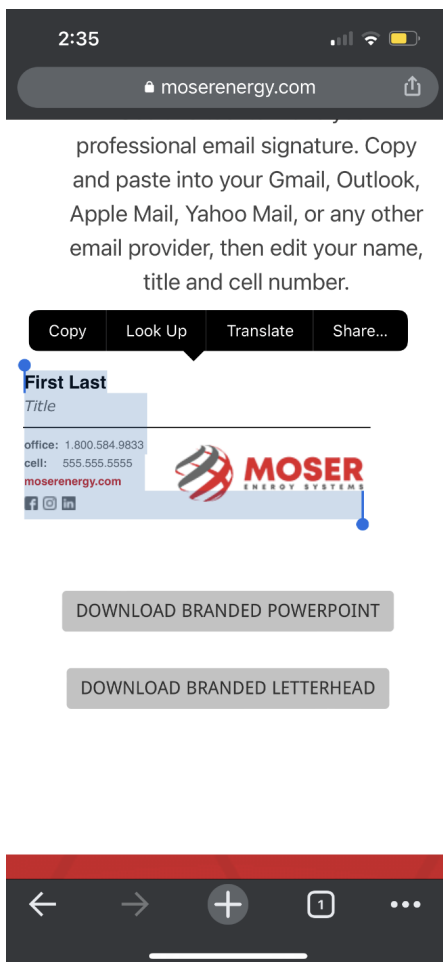 2:35
moserenergy.com
professional email signature. Copy
and paste into your Gmail, Outlook,
Apple Mail, Yahoo Mail, or any other
email provider, then edit your name,
title and cell number.
Copy Look Up Translate Share...
First Last
Title
office: 1.800.584.9833
cell: 555.555.5555
moserenergy.com
MOSER
ENERGY SYSTEMS
DOWNLOAD BRANDED POWERPOINT
DOWNLOAD BRANDED LETTERHEAD
1